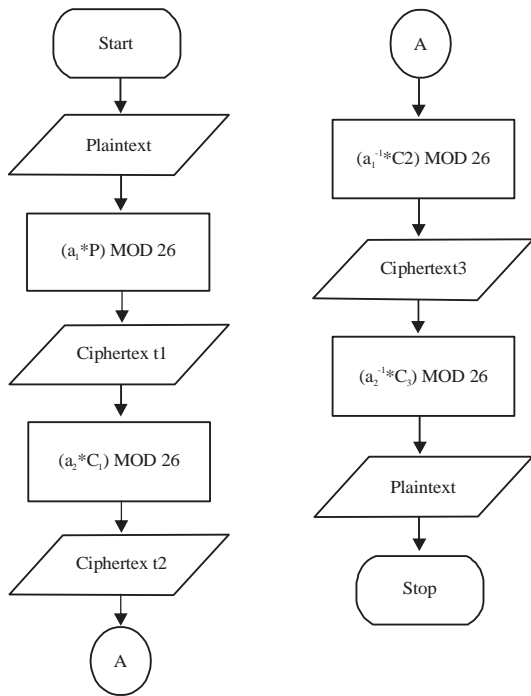 Start
Plaintext
(a₁*P) MOD 26
Ciphertex t1
(a₂*C₁) MOD 26
Ciphertex t2
A
A
(a₁⁻¹*C2) MOD 26
Ciphertext3
(a₂⁻¹*C₃) MOD 26
Plaintext
Stop